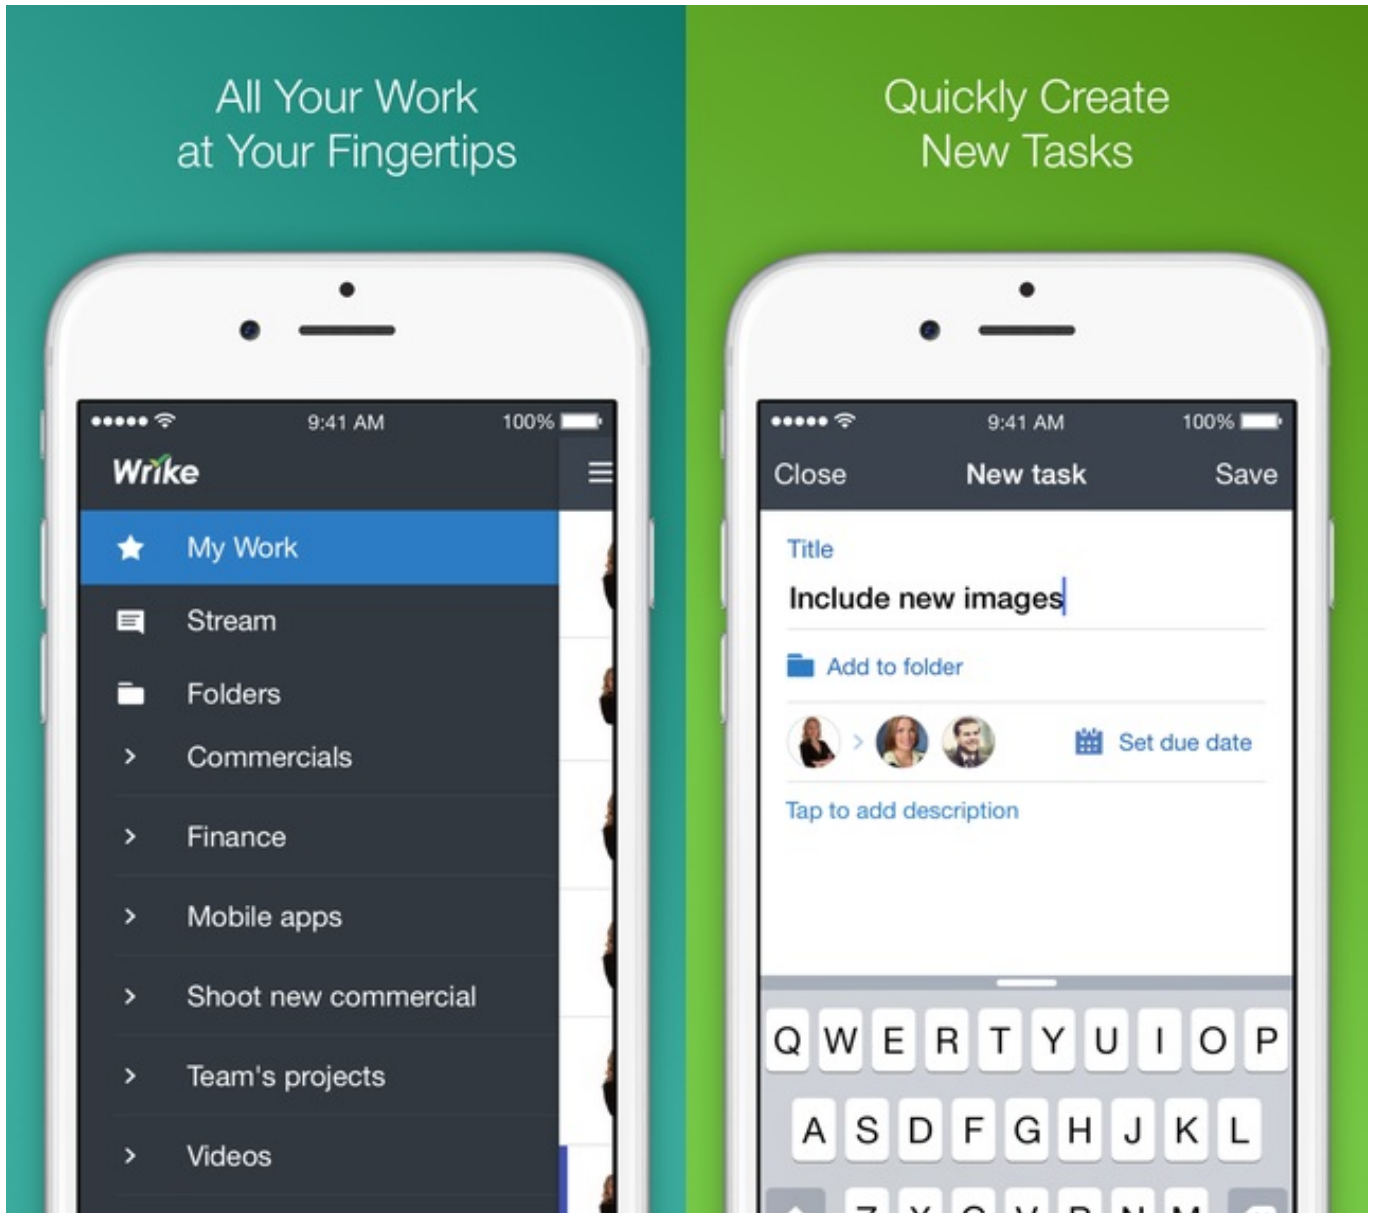 All Your Work
at Your Fingertips
9:41 AM 100%
Wrike
My Work
Stream
Folders
Commercials
Finance
Mobile apps
Shoot new commercial
Team's projects
Videos
Quickly Create
New Tasks
9:41 AM 100%
Close New task Save
Title
Include new images
Add to folder
Set due date
Tap to add description
Q W E R T Y U I O P
A S D F G H J K L
Z X C V B N M